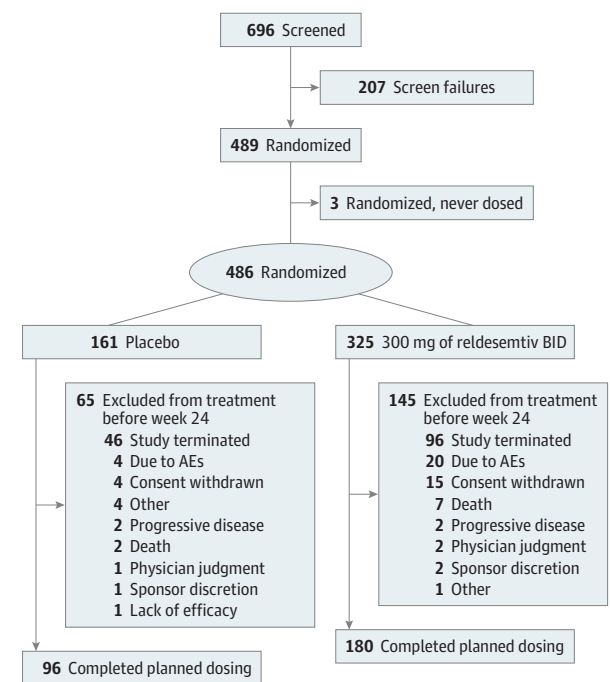 696 Screened
207 Screen failures
489 Randomized
3 Randomized, never dosed
486 Randomized
161 Placebo
65 Excluded from treatment
before week 24
46 Study terminated
4 Due to AEs
4 Consent withdrawn
4 Other
2 Progressive disease
2 Death
1 Physician judgment
1 Sponsor discretion
1 Lack of efficacy
96 Completed planned dosing
325 300 mg of reldesemtiv BID
145 Excluded from treatment
before week 24
96 Study terminated
20 Due to AEs
15 Consent withdrawn
7 Death
2 Progressive disease
2 Physician judgment
2 Sponsor discretion
1 Other
180 Completed planned dosing